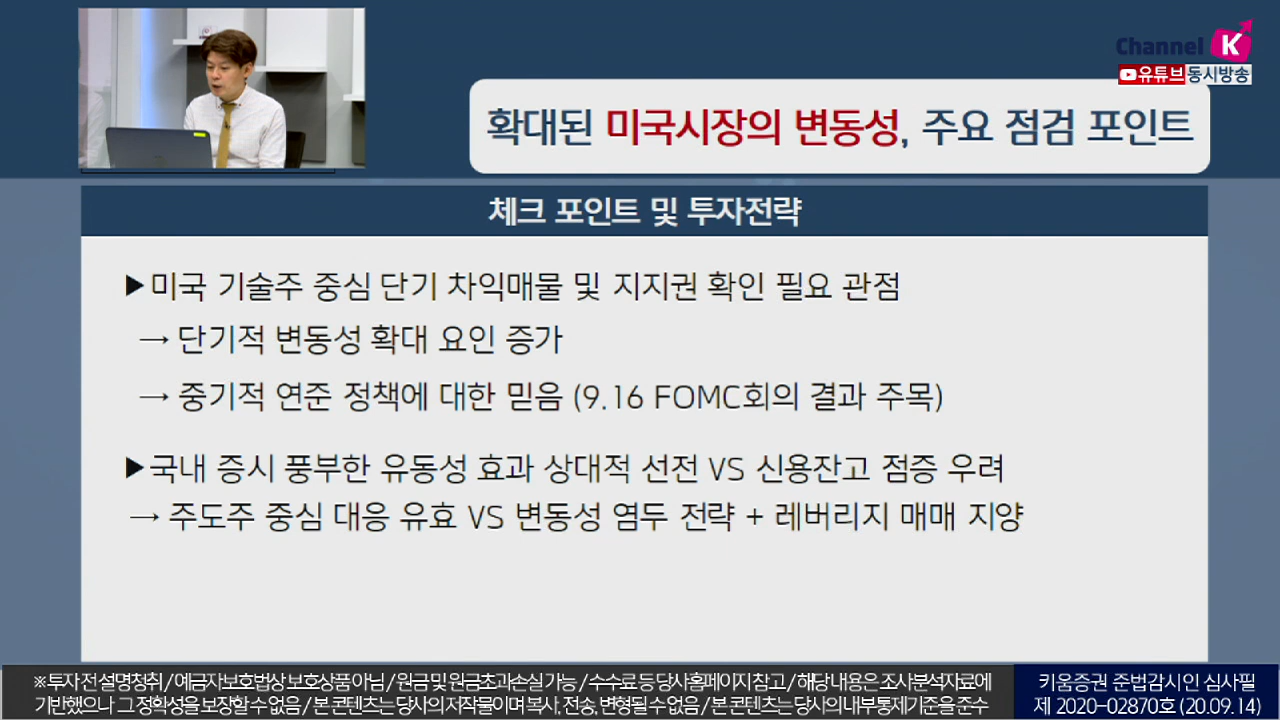 Channel K
유튜브동시방송
확대된 미국시장의 변동성, 주요 점검 포인트
체크 포인트 및 투자전략
▶미국 기술주 중심 단기 차익매물 및 지지권 확인 필요 관점
→ 단기적 변동성 확대 요인 증가
→ 중기적 연준 정책에 대한 믿음 (9.16 FOMC회의 결과 주목)
▶국내 증시 풍부한 유동성 효과 상대적 선전 VS 신용잔고 점증 우려
→ 주도주 중심 대응 유효 VS 변동성 염두 전략 + 레버리지 매매 지양
※ 투자 전 설명청취 / 예금자보호법상 보호상품 아님 / 원금 및 원금초과손실 가능 / 수수료 등 당사홈페이지 참고 / 해당 내용은 조사분석자료에
기반했으나 그 정확성을 보장할 수 없음 / 본 콘텐츠는 당사의 저작물이며 복사, 전송, 변형될 수 없음 / 본 콘텐츠는 당사의 내부통제기준을 준수
키움증권 준법감시인 심사필
제 2020-02870호 (20.09.14)